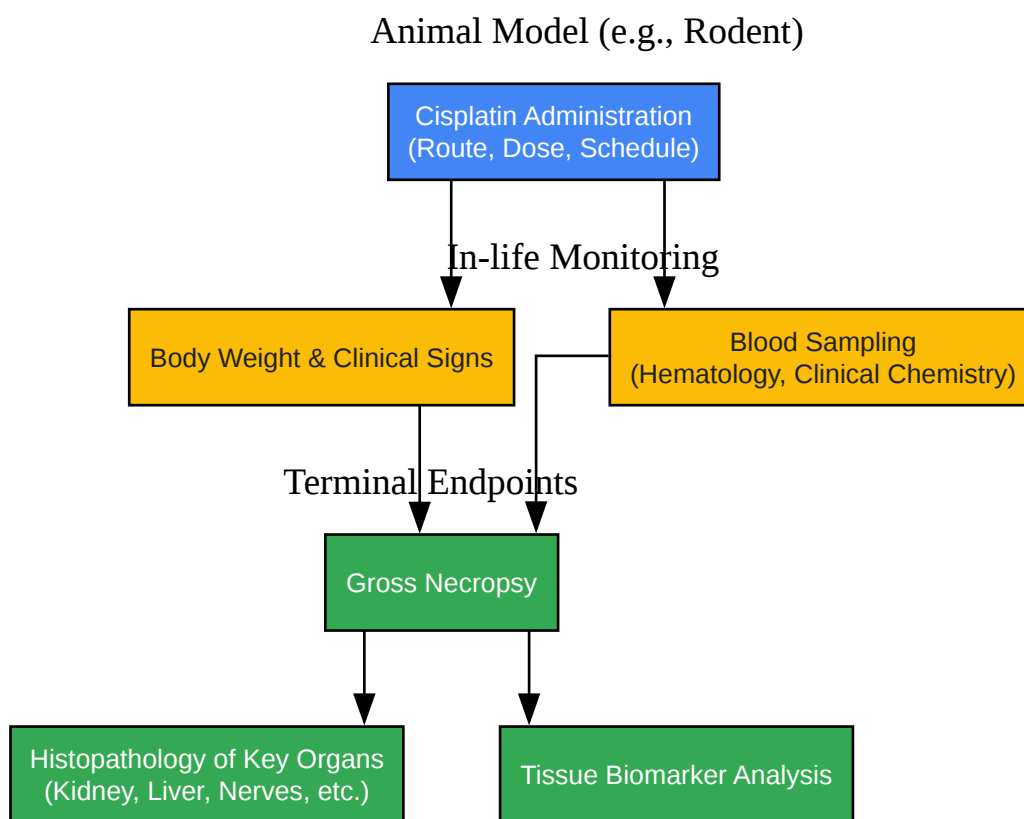 Animal Model (e.g., Rodent)
Cisplatin Administration
(Route, Dose, Schedule)
In-life Monitoring
Body Weight & Clinical Signs
Blood Sampling
(Hematology, Clinical Chemistry)
Terminal Endpoints
Gross Necropsy
Histopathology of Key Organs
(Kidney, Liver, Nerves, etc.)
Tissue Biomarker Analysis